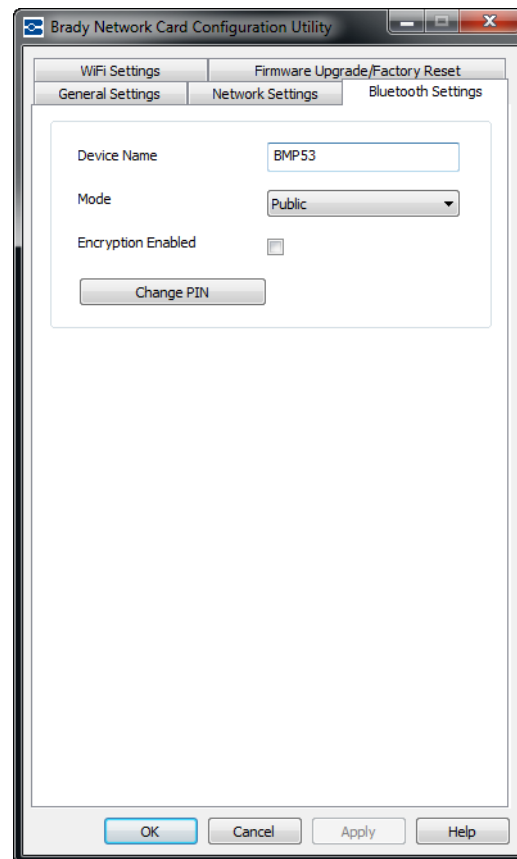 Brady Network Card Configuration Utility
WiFi Settings Firmware Upgrade/Factory Reset
General Settings Network Settings Bluetooth Settings
Device Name BMP53
Mode Public
Encryption Enabled
Change PIN
OK Cancel Apply Help